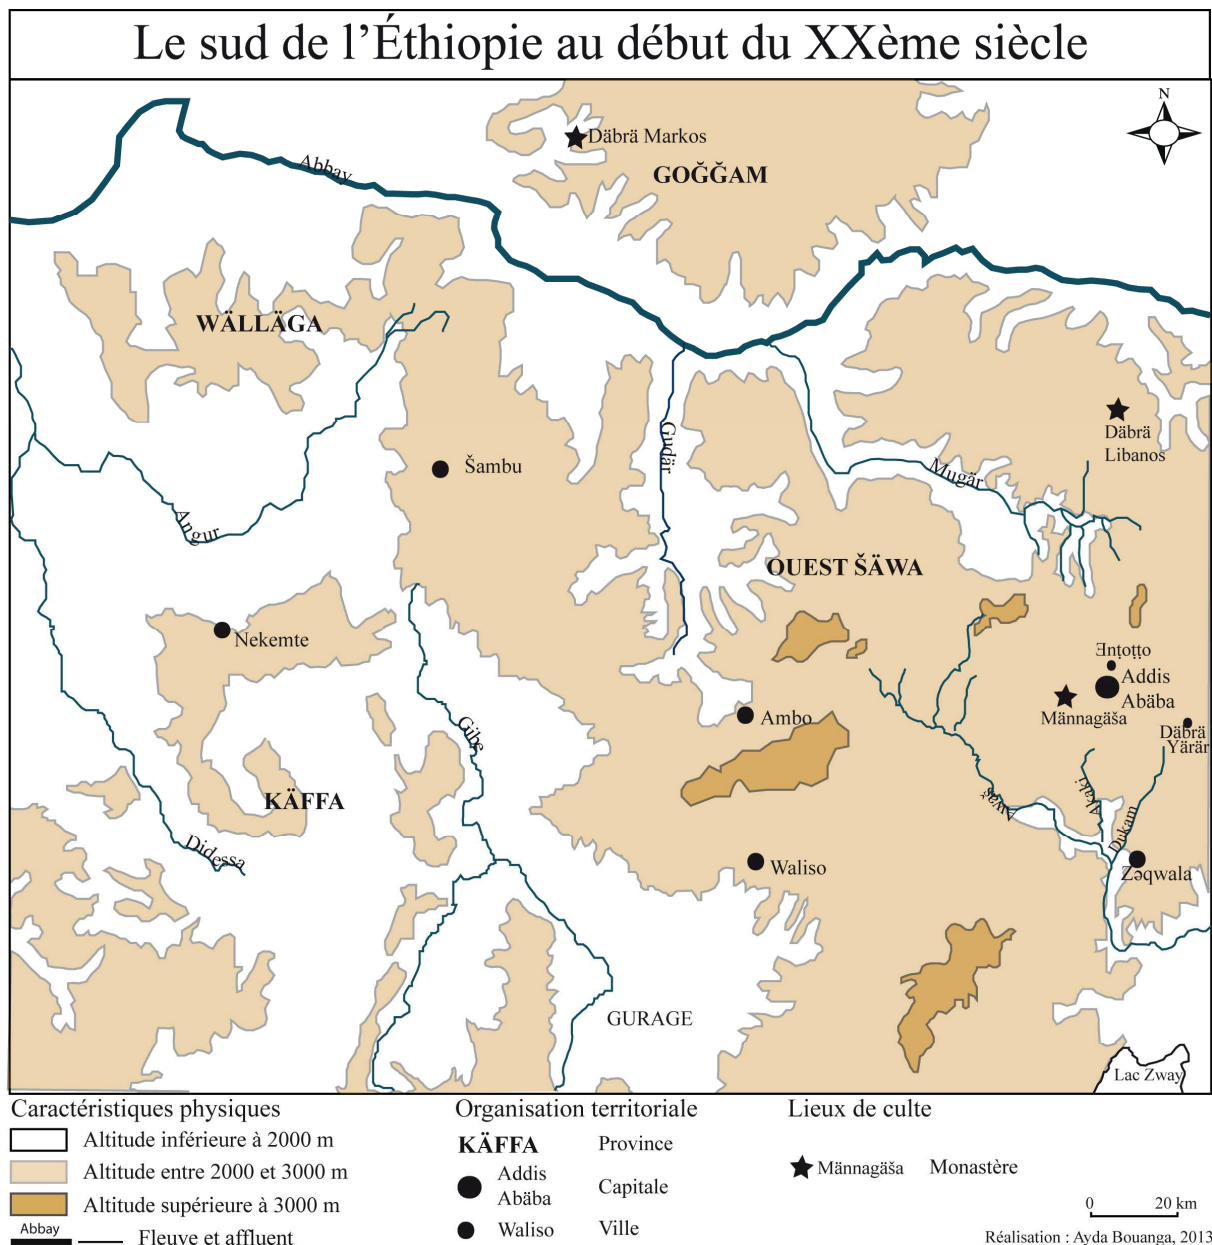 Le sud de l'Éthiopie au début du XXème siècle
N
Däbrä Markos
GOǦǦAM
Abbay
WÄLLÄGA
Däbrä
Libanos
Gudär
Šambu
Mugär
Angur
OUEST ŠÄWA
Nekemte
Ǝnṭoṭṭo
Addis
Abäba
Männagäša
Ambo
Däbrä
Yärär
Gibe
KÄFFA
Awaš
Akaki
Dukam
Didessa
Waliso
Zəqwala
GURAGE
Lac Zway
Caractéristiques physiques
Altitude inférieure à 2000 m
Altitude entre 2000 et 3000 m
Altitude supérieure à 3000 m
Abbay
Fleuve et affluent
Organisation territoriale
KÄFFA Province
Addis
Abäba
Capitale
Waliso Ville
Lieux de culte
Männagäša Monastère
0 20 km
Réalisation : Ayda Bouanga, 2013